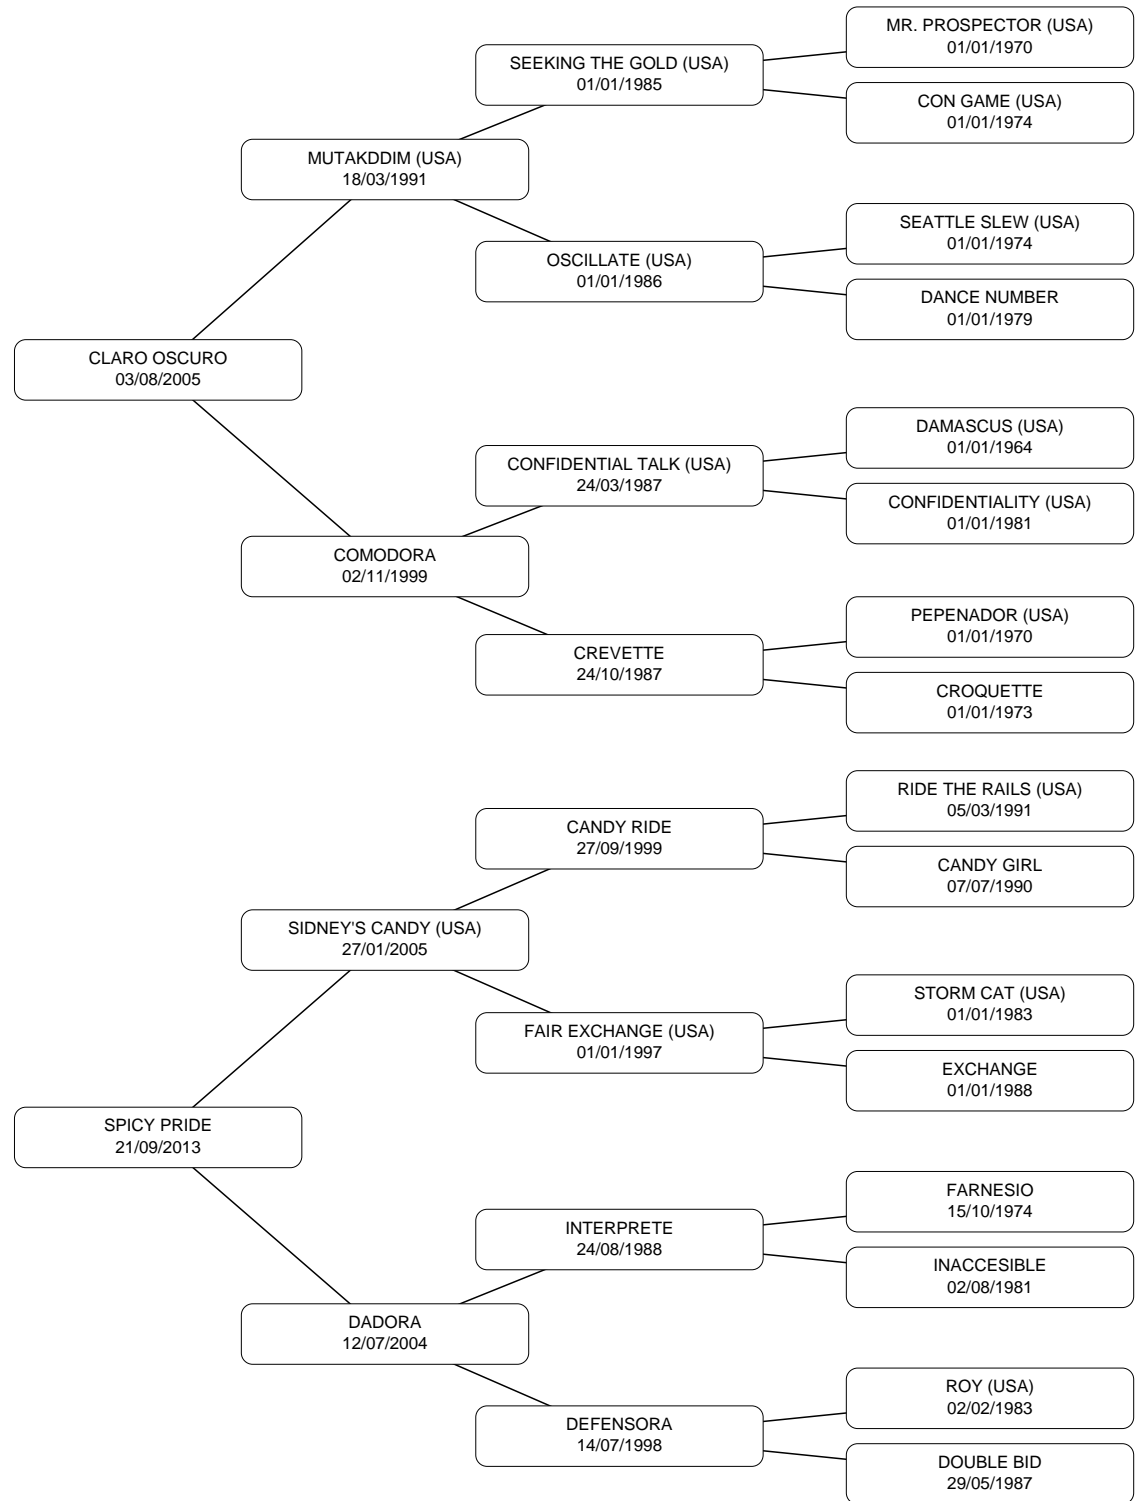 MR. PROSPECTOR (USA)
01/01/1970
SEEKING THE GOLD (USA)
01/01/1985
CON GAME (USA)
01/01/1974
MUTAKDDIM (USA)
18/03/1991
SEATTLE SLEW (USA)
01/01/1974
OSCILLATE (USA)
01/01/1986
DANCE NUMBER
01/01/1979
CLARO OSCURO
03/08/2005
DAMASCUS (USA)
01/01/1964
CONFIDENTIAL TALK (USA)
24/03/1987
CONFIDENTIALITY (USA)
01/01/1981
COMODORA
02/11/1999
PEPENADOR (USA)
01/01/1970
CREVETTE
24/10/1987
CROQUETTE
01/01/1973
RIDE THE RAILS (USA)
05/03/1991
CANDY RIDE
27/09/1999
CANDY GIRL
07/07/1990
SIDNEY'S CANDY (USA)
27/01/2005
STORM CAT (USA)
01/01/1983
FAIR EXCHANGE (USA)
01/01/1997
EXCHANGE
01/01/1988
SPICY PRIDE
21/09/2013
FARNESIO
15/10/1974
INTERPRETE
24/08/1988
INACCESIBLE
02/08/1981
DADORA
12/07/2004
ROY (USA)
02/02/1983
DEFENSORA
14/07/1998
DOUBLE BID
29/05/1987